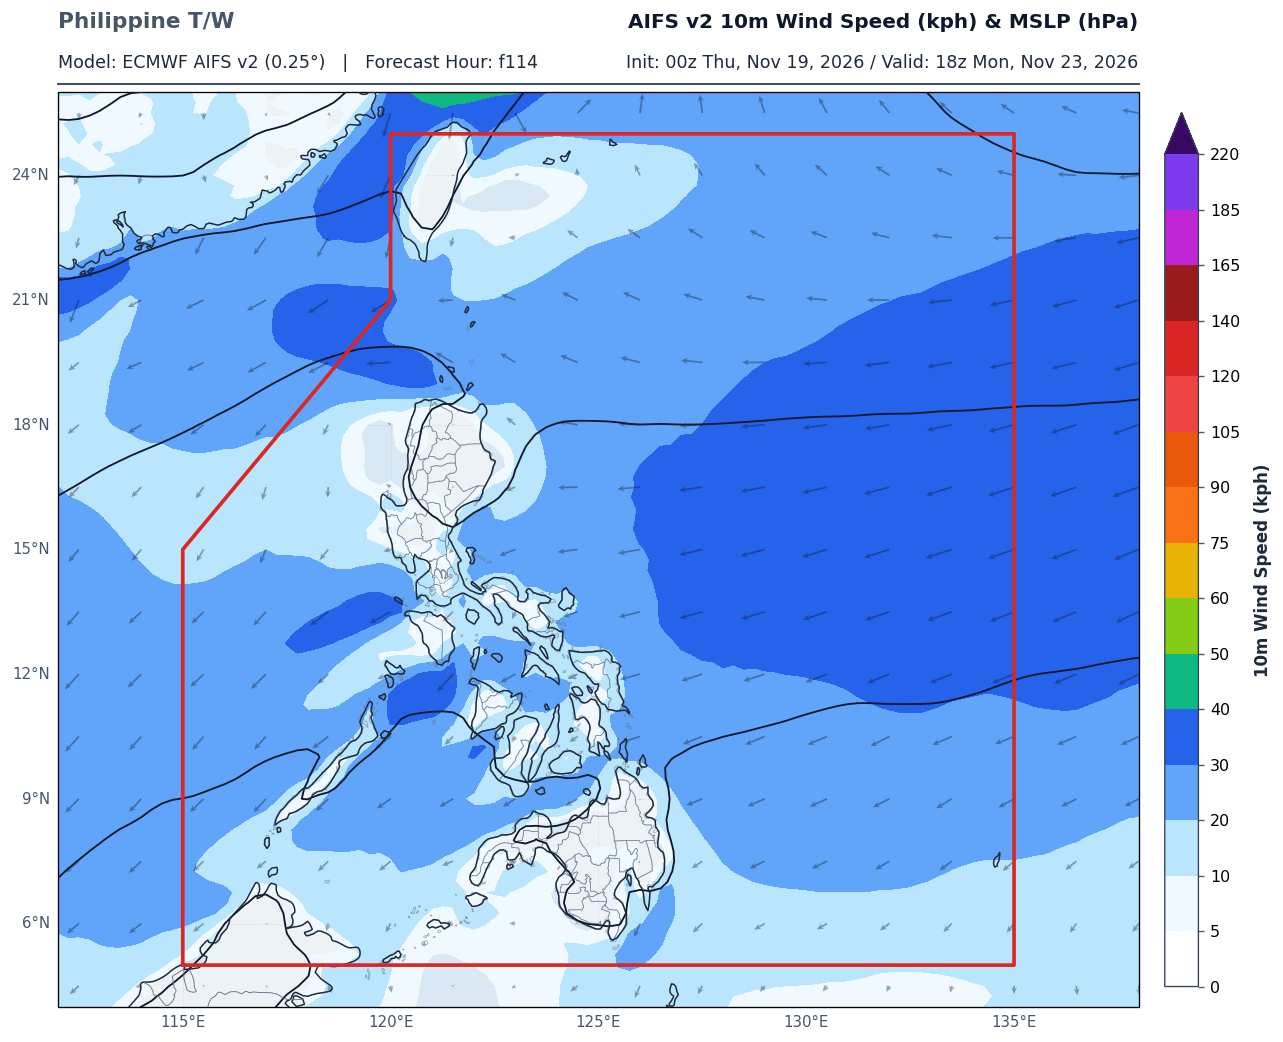 Philippine T/W
AIFS v2 10m Wind Speed (kph) & MSLP (hPa)
Model: ECMWF AIFS v2 (0.25°) | Forecast Hour: f114
Init: 00z Thu, Nov 19, 2026 / Valid: 18z Mon, Nov 23, 2026
24°N
21°N
18°N
15°N
12°N
9°N
6°N
115°E
120°E
125°E
130°E
135°E
220
185
165
140
120
105
90
75
60
50
40
30
20
10
5
0
10m Wind Speed (kph)